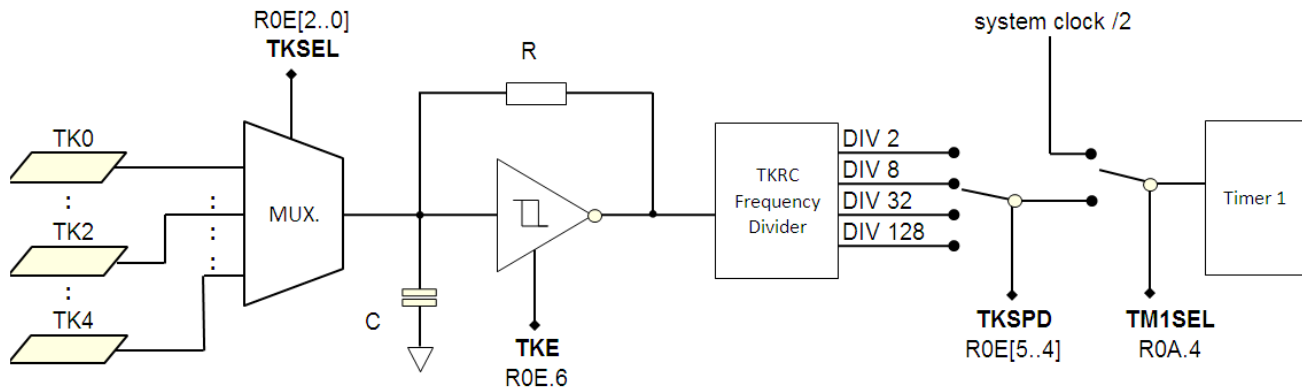 R0E[2..0]
TKSEL
system clock /2
R
TK0
:
TK2
:
TK4
:
:
MUX.
C
TKE
R0E.6
TKRC
Frequency
Divider
DIV 2
DIV 8
DIV 32
DIV 128
TKSPD
R0E[5..4]
TM1SEL
R0A.4
Timer 1